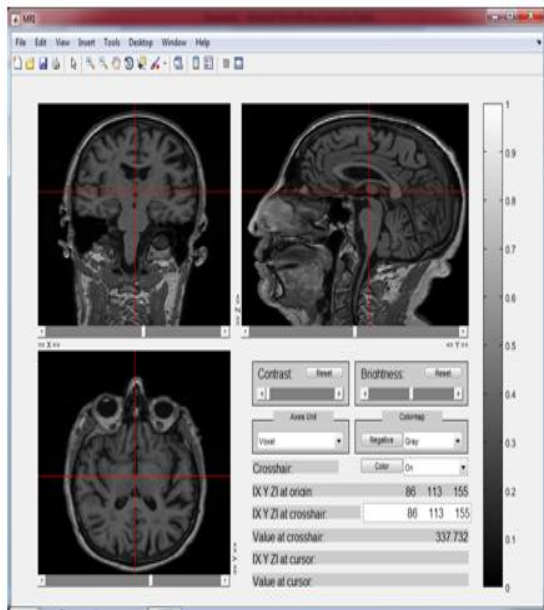 MRI
File Edit View Insert Tools Desktop Window Help
<< X >>
<< Z >>
<< Y >>
<< Y >>
1
0.9
0.8
0.7
0.6
0.5
0.4
0.3
0.2
0.1
0
Contrast: Reset
Brightness: Reset
Axes Unit
Voxel
Colormap
Negative Gray
Crosshair: Color On
[X Y Z] at origin: 86 113 155
[X Y Z] at crosshair: 86 113 155
Value at crosshair: 337.732
[X Y Z] at cursor:
Value at cursor: